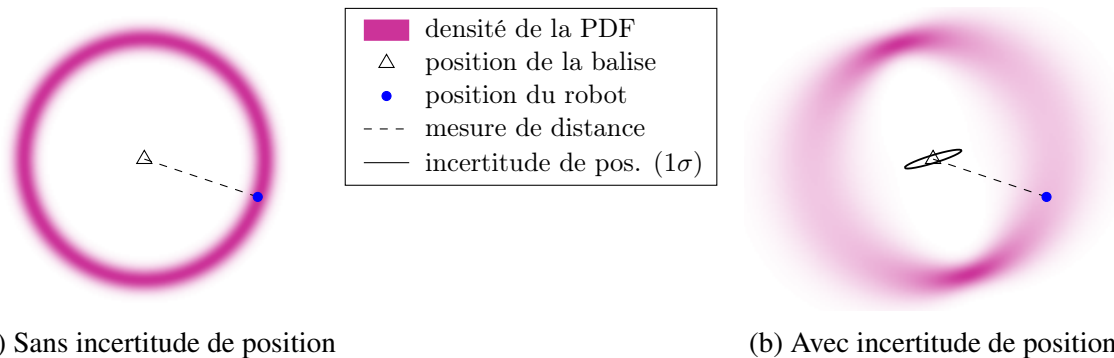 densité de la PDF
position de la balise
position du robot
mesure de distance
incertitude de pos. (1σ)
) Sans incertitude de position
(b) Avec incertitude de position